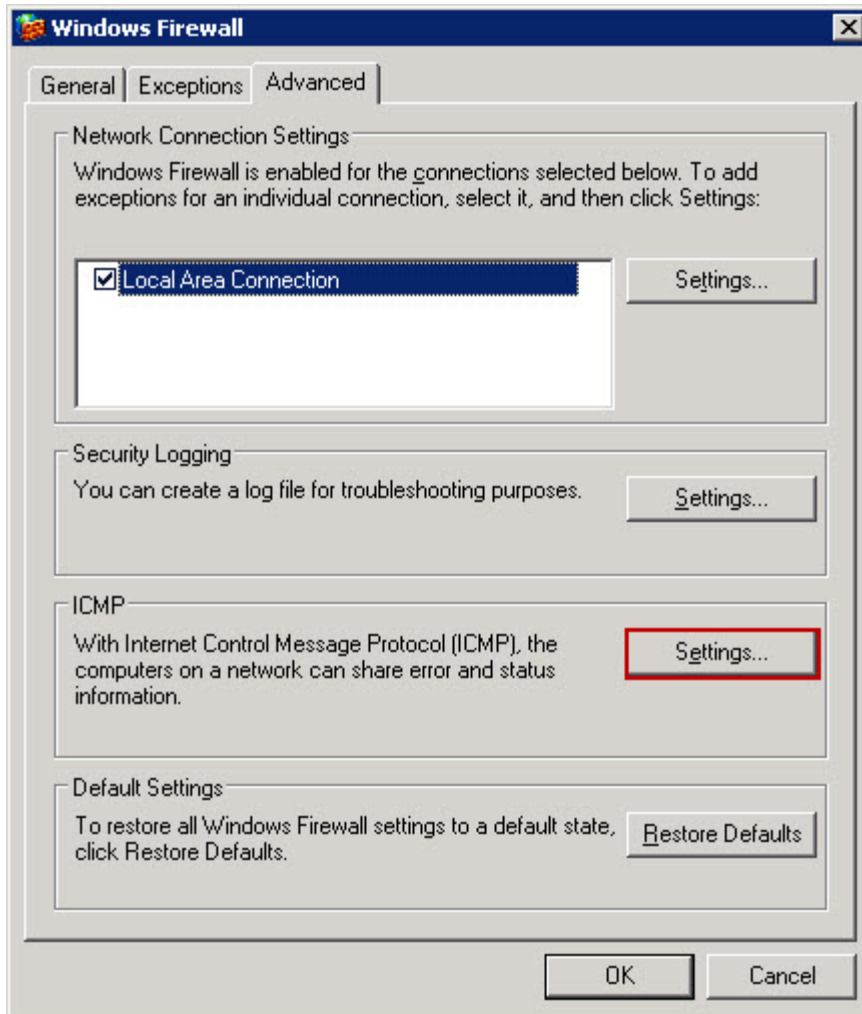 Windows Firewall
General
Exceptions
Advanced
Network Connection Settings
Windows Firewall is enabled for the connections selected below. To add
exceptions for an individual connection, select it, and then click Settings:
Local Area Connection
Settings...
Security Logging
You can create a log file for troubleshooting purposes.
Settings...
ICMP
With Internet Control Message Protocol (ICMP), the
computers on a network can share error and status
information.
Settings...
Default Settings
To restore all Windows Firewall settings to a default state,
click Restore Defaults.
Restore Defaults
OK
Cancel